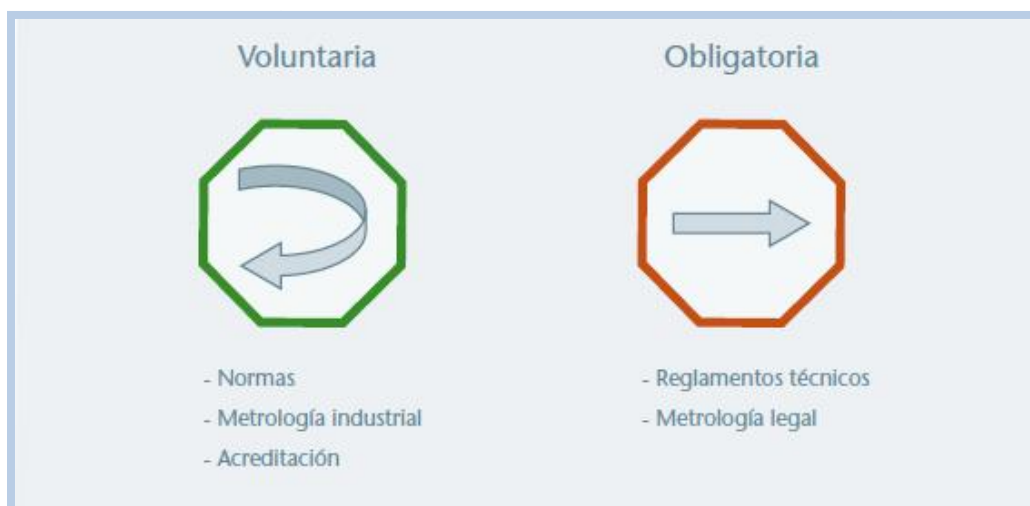 Voluntaria
Obligatoria
- Normas
- Metrología industrial
- Acreditación
- Reglamentos técnicos
- Metrología legal